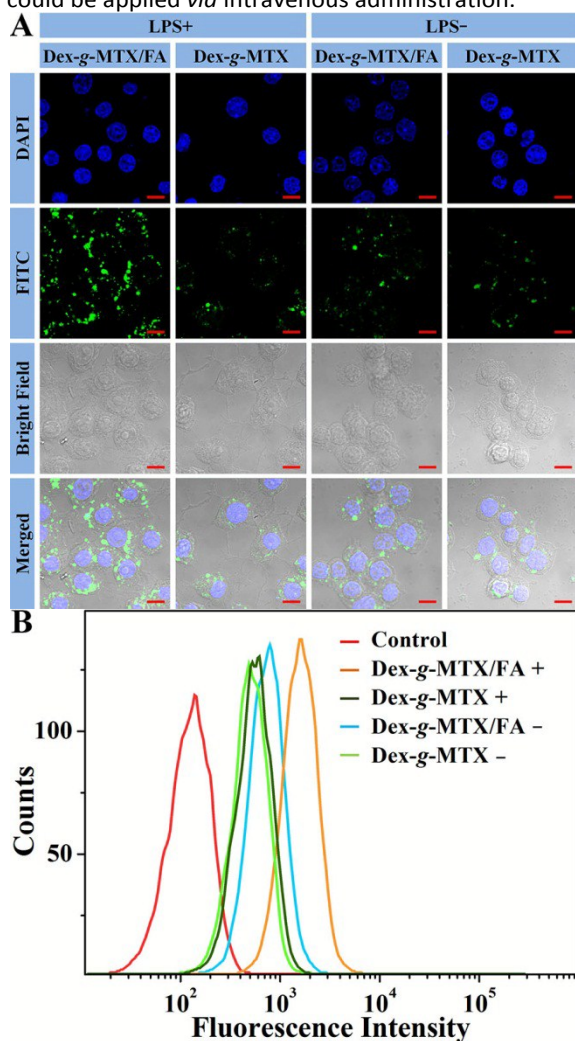 could be applied via intravenous administration.
A
LPS+ LPS−
Dex-g-MTX/FA Dex-g-MTX Dex-g-MTX/FA Dex-g-MTX
DAPI
FITC
Bright Field
Merged
B
Control
Dex-g-MTX/FA +
Dex-g-MTX +
Dex-g-MTX/FA −
Dex-g-MTX −
Counts
100
50
10² 10³ 10⁴ 10⁵
Fluorescence Intensity